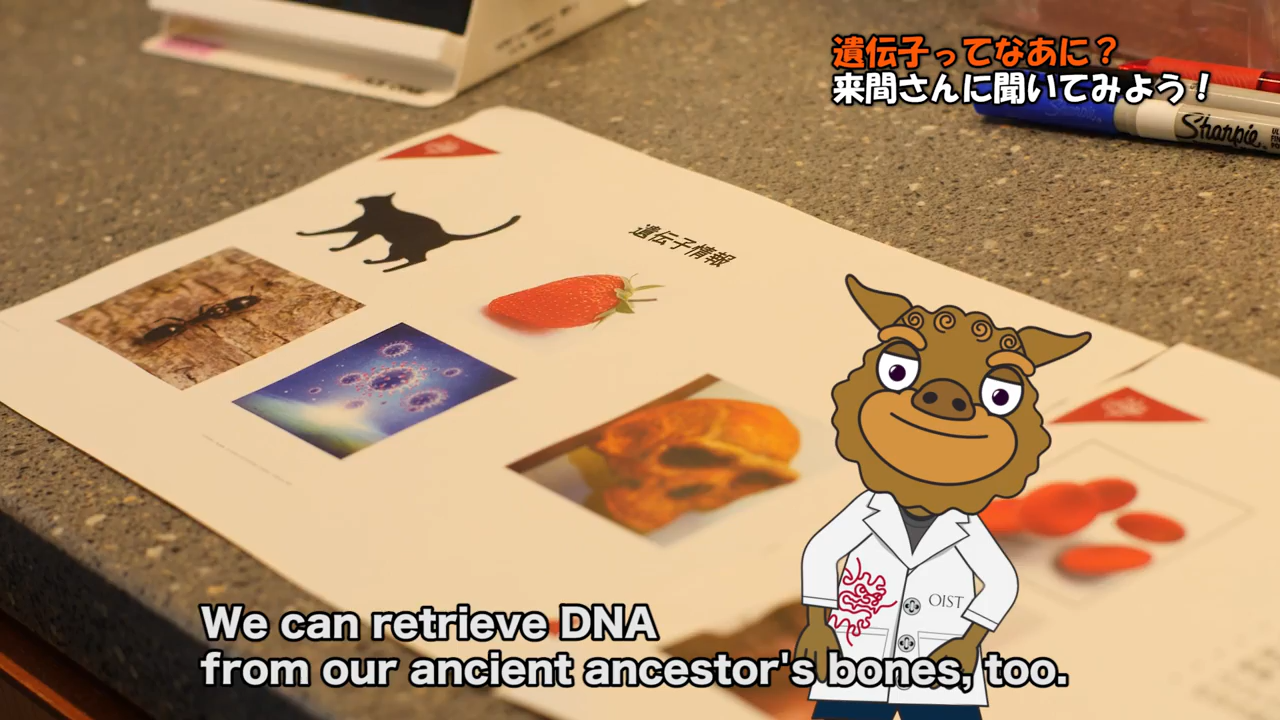 遺伝子ってなあに？
来間さんに聞いてみよう！
Sharpie
遺伝子情報
OIST
We can retrieve DNA
from our ancient ancestor's bones, too.